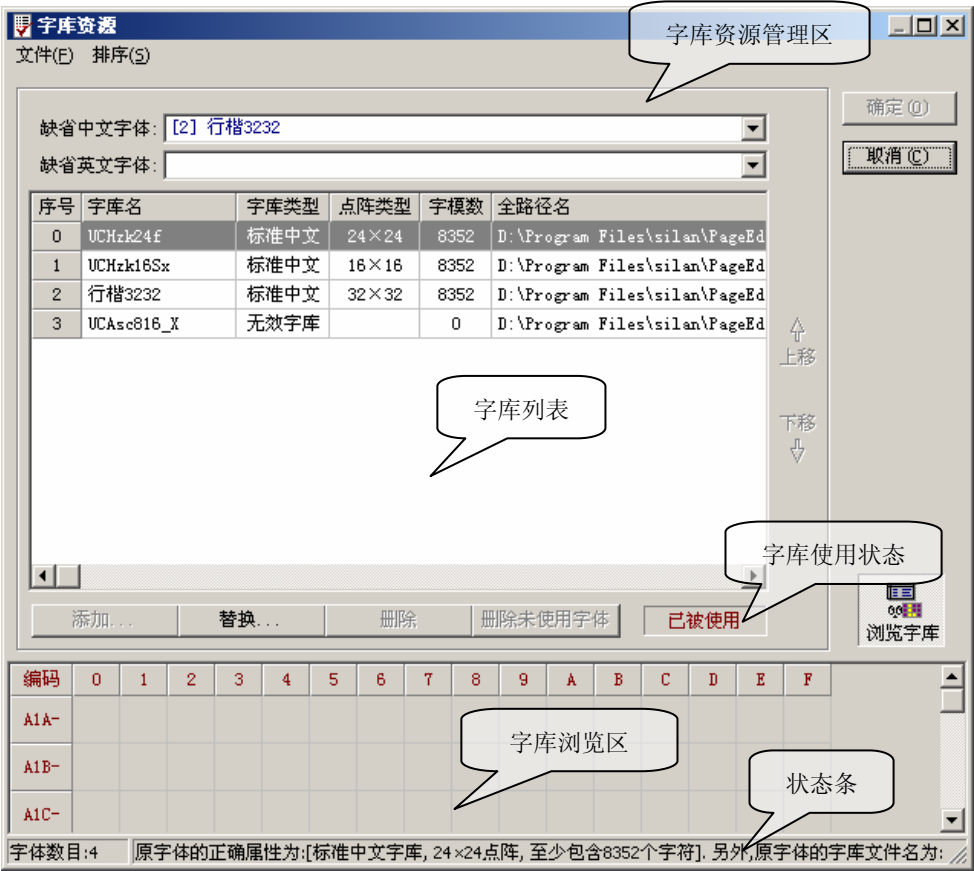 字库资源
字库资源管理区
文件(F) 排序(S)
确定(O)
缺省中文字体: [2] 行楷3232
取消(C)
缺省英文字体:
序号 字库名 字库类型 点阵类型 字模数 全路径名
0 UCHzk24f 标准中文 24×24 8352 D:\Program Files\silan\PageEd
1 UCHzk16Sx 标准中文 16×16 8352 D:\Program Files\silan\PageEd
2 行楷3232 标准中文 32×32 8352 D:\Program Files\silan\PageEd
3 UCAsc816_X 无效字库 0 D:\Program Files\silan\PageEd
上移
字库列表
下移
字库使用状态
添加... 替换... 删除 删除未使用字体 已被使用
浏览字库
编码 0 1 2 3 4 5 6 7 8 9 A B C D E F
A1A-
字库浏览区
A1B-
状态条
A1C-
字体数目:4 原字体的正确属性为:[标准中文字库, 24×24点阵, 至少包含8352个字符]. 另外,原字体的字库文件名为: